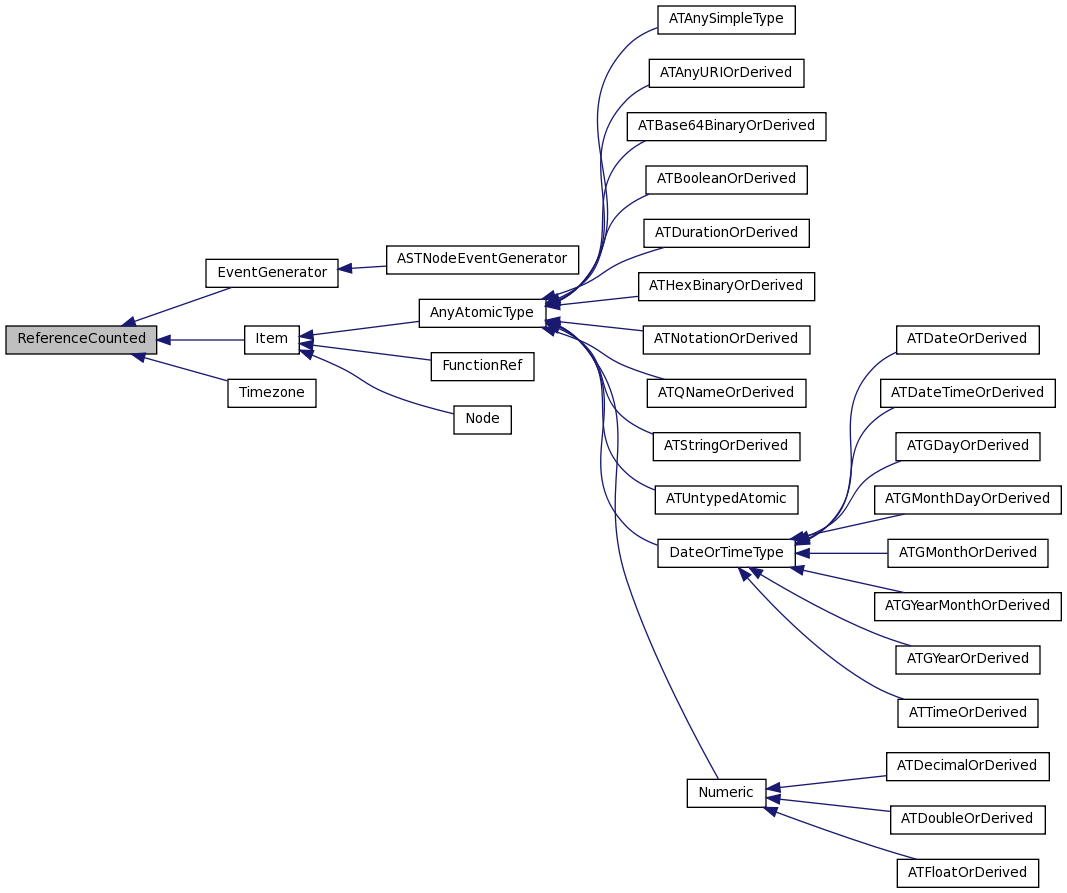 ATAnySimpleType
ATAnyURIOrDerived
ATBase64BinaryOrDerived
ATBooleanOrDerived
ATDurationOrDerived
ASTNodeEventGenerator
EventGenerator
ATHexBinaryOrDerived
AnyAtomicType
ReferenceCounted
Item
ATNotationOrDerived
ATDateOrDerived
FunctionRef
Timezone
ATQNameOrDerived
ATDateTimeOrDerived
Node
ATStringOrDerived
ATGDayOrDerived
ATUntypedAtomic
ATGMonthDayOrDerived
DateOrTimeType
ATGMonthOrDerived
ATGYearMonthOrDerived
ATGYearOrDerived
ATTimeOrDerived
ATDecimalOrDerived
Numeric
ATDoubleOrDerived
ATFloatOrDerived